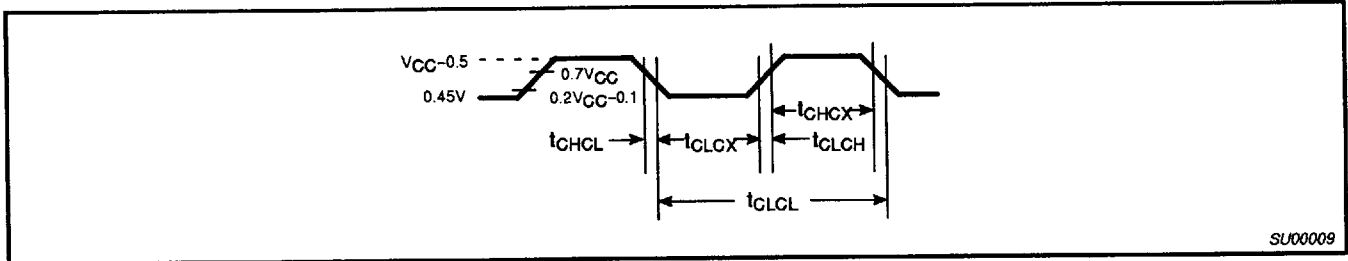 VCC–0.5
0.7VCC
0.45V
0.2VCC–0.1
tCHCX
tCHCL
tCLCX
tCLCH
tCLCL
SU00009